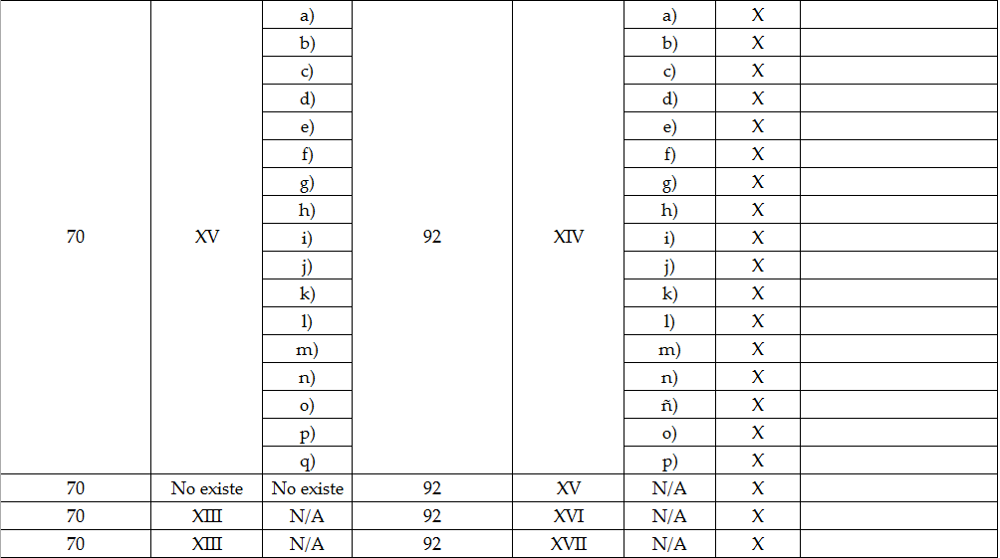 a) a) X
b) b) X
c) c) X
d) d) X
e) e) X
f) f) X
g) g) X
h) h) X
70 XV i) 92 XIV i) X
j) j) X
k) k) X
l) l) X
m) m) X
n) n) X
o) ñ) X
p) o) X
q) p) X
70 No existe No existe 92 XV N/A X
70 XIII N/A 92 XVI N/A X
70 XIII N/A 92 XVII N/A X